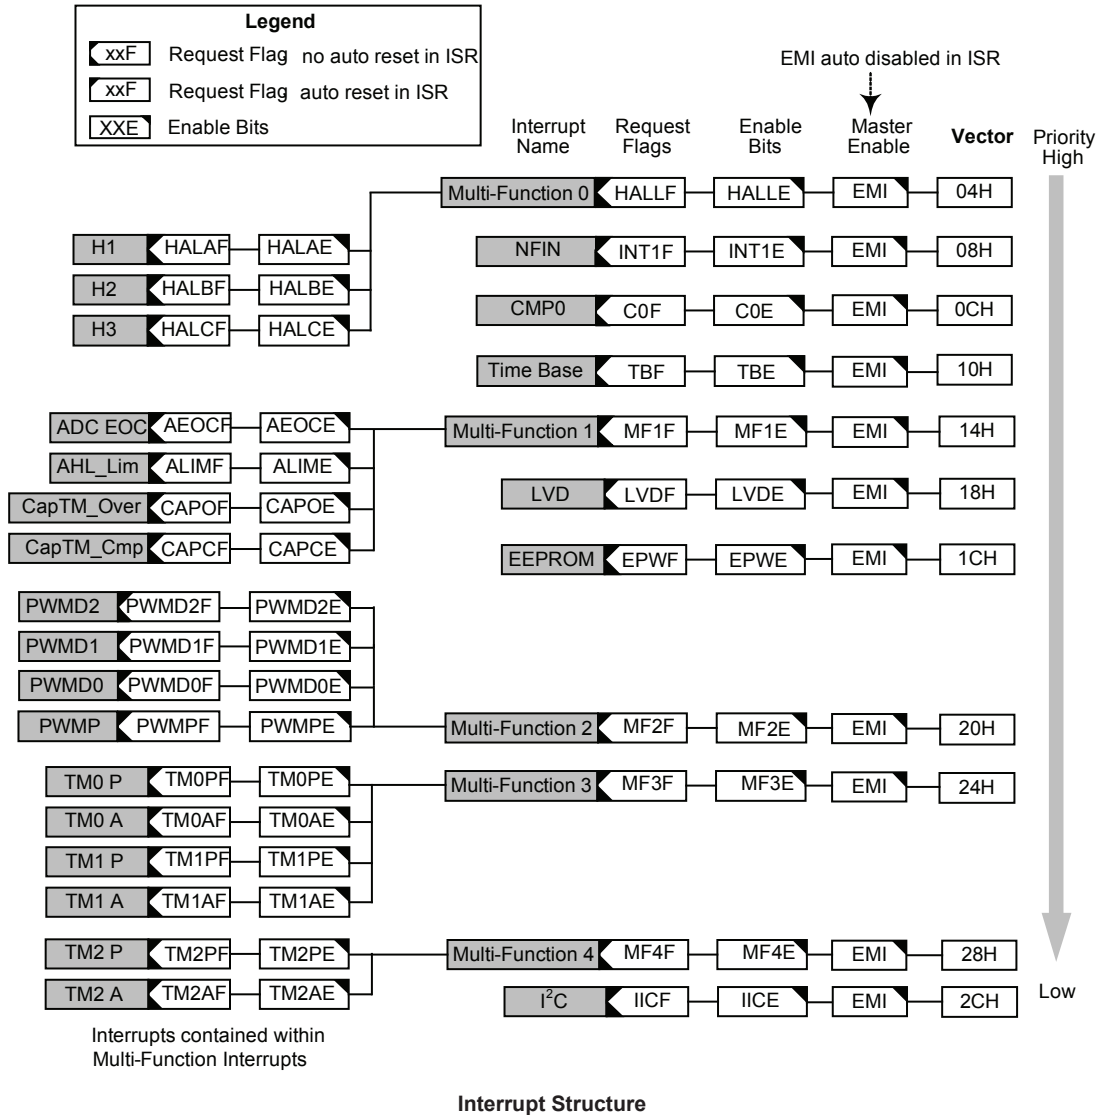 Legend
xxF Request Flag no auto reset in ISR
xxF Request Flag auto reset in ISR
XXE Enable Bits
EMI auto disabled in ISR
Interrupt Name Request Flags Enable Bits Master Enable Vector Priority High
Multi-Function 0 HALLF HALLE EMI 04H
H1 HALAF HALAE
NFIN INT1F INT1E EMI 08H
H2 HALBF HALBE
CMP0 C0F C0E EMI 0CH
H3 HALCF HALCE
Time Base TBF TBE EMI 10H
ADC EOC AEOCF AEOCE Multi-Function 1 MF1F MF1E EMI 14H
AHL_Lim ALIMF ALIME
LVD LVDF LVDE EMI 18H
CapTM_Over CAPOF CAPOE
CapTM_Cmp CAPCF CAPCE
EEPROM EPWF EPWE EMI 1CH
PWMD2 PWMD2F PWMD2E
PWMD1 PWMD1F PWMD1E
PWMD0 PWMD0F PWMD0E
PWMP PWMPF PWMPE Multi-Function 2 MF2F MF2E EMI 20H
TM0 P TM0PF TM0PE Multi-Function 3 MF3F MF3E EMI 24H
TM0 A TM0AF TM0AE
TM1 P TM1PF TM1PE
TM1 A TM1AF TM1AE
TM2 P TM2PF TM2PE Multi-Function 4 MF4F MF4E EMI 28H
TM2 A TM2AF TM2AE I²C IICF IICE EMI 2CH Low
Interrupts contained within
Multi-Function Interrupts
Interrupt Structure